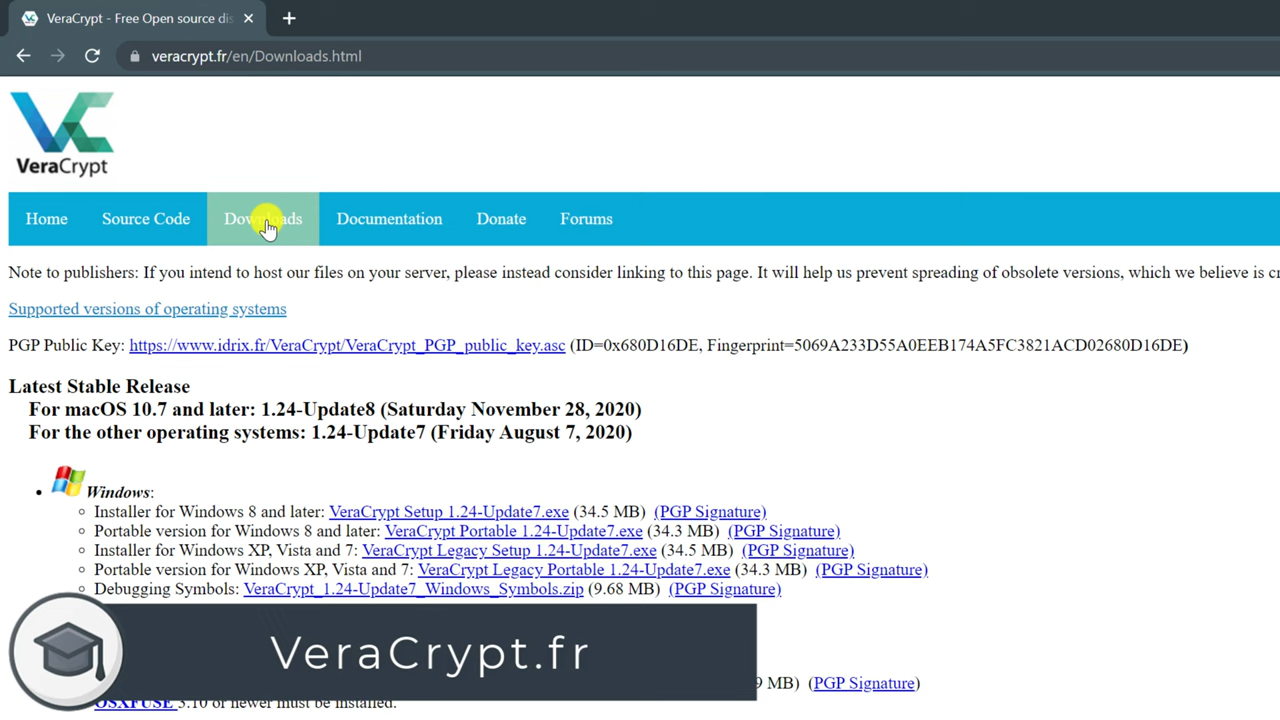 VeraCrypt - Free Open source dis
veracrypt.fr/en/Downloads.html
VC
VeraCrypt
Home Source Code Downloads Documentation Donate Forums
Note to publishers: If you intend to host our files on your server, please instead consider linking to this page. It will help us prevent spreading of obsolete versions, which we believe is
Supported versions of operating systems
PGP Public Key: https://www.idrix.fr/VeraCrypt/VeraCrypt_PGP_public_key.asc (ID=0x680D16DE, Fingerprint=5069A233D55A0EEB174A5FC3821ACD02680D16DE)
Latest Stable Release
For macOS 10.7 and later: 1.24-Update8 (Saturday November 28, 2020)
For the other operating systems: 1.24-Update7 (Friday August 7, 2020)
Windows:
Installer for Windows 8 and later: VeraCrypt Setup 1.24-Update7.exe (34.5 MB) (PGP Signature)
Portable version for Windows 8 and later: VeraCrypt Portable 1.24-Update7.exe (34.3 MB) (PGP Signature)
Installer for Windows XP, Vista and 7: VeraCrypt Legacy Setup 1.24-Update7.exe (34.5 MB) (PGP Signature)
Portable version for Windows XP, Vista and 7: VeraCrypt Legacy Portable 1.24-Update7.exe (34.3 MB) (PGP Signature)
Debugging Symbols: VeraCrypt_1.24-Update7_Windows_Symbols.zip (9.68 MB) (PGP Signature)
VeraCrypt.fr
9 MB) (PGP Signature)
OSXFUSE 3.10 or newer must be installed.